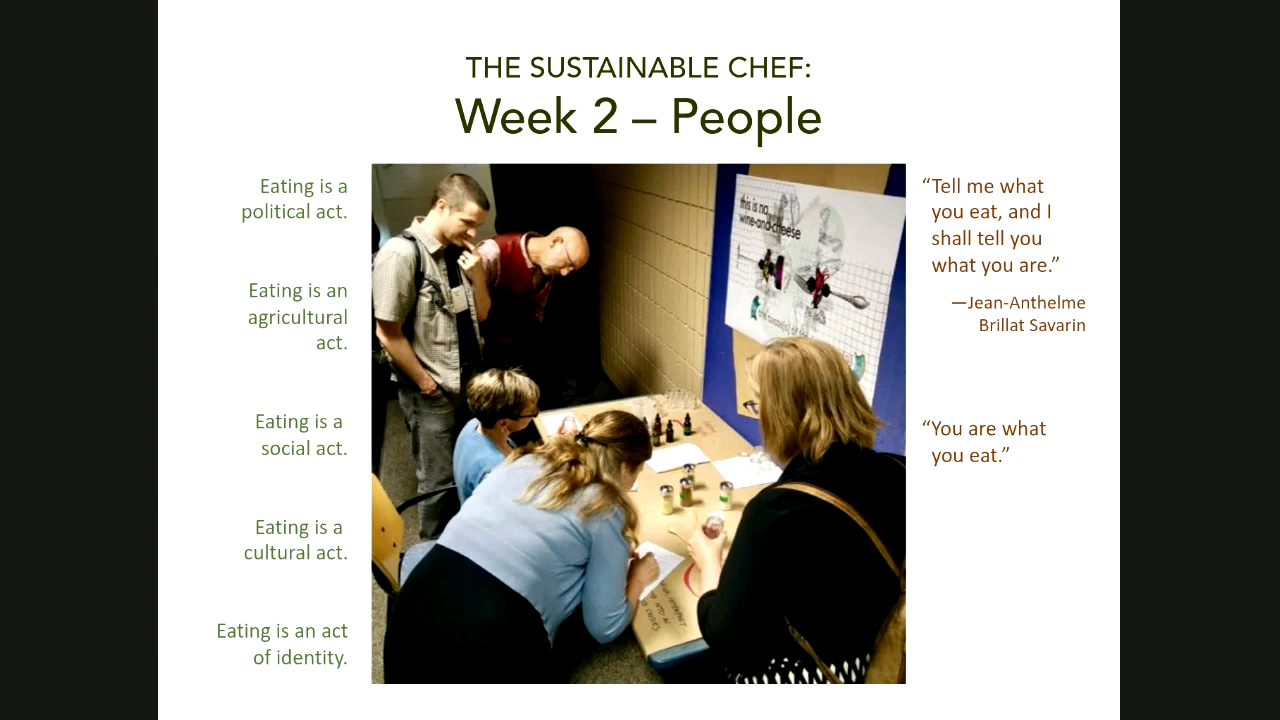 THE SUSTAINABLE CHEF:
Week 2 – People
Eating is a
political act.
Eating is an
agricultural
act.
Eating is a
social act.
Eating is a
cultural act.
Eating is an act
of identity.
this is no
wine-and-cheese
“Tell me what
you eat, and I
shall tell you
what you are.”
—Jean-Anthelme
Brillat Savarin
“You are what
you eat.”